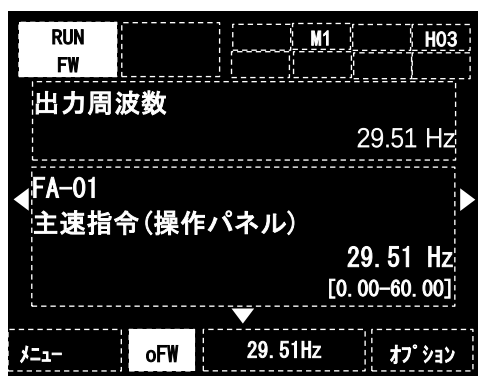 RUN M1 H03
FW
出力周波数
29.51 Hz
FA-01
主速指令(操作パネル)
29.51 Hz
[0.00-60.00]
ﾒﾆｭｰ oFW 29.51Hz ｵﾌﾟｼｮﾝ